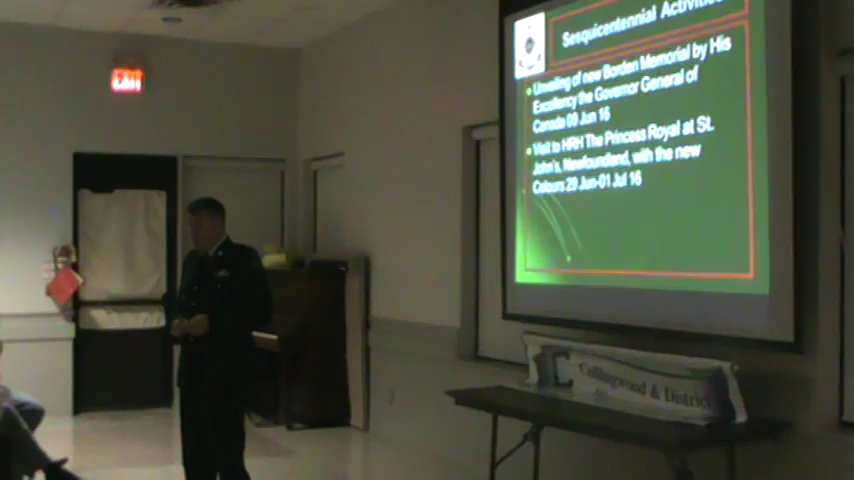 EXIT
Sesquicentennial Activities
Unveiling of new Borden Memorial by His
Excellency the Governor General of
Canada 09 Jun 16
Visit to HRH The Princess Royal at St.
John's, Newfoundland, with the new
Colours 29 Jun-01 Jul 16
Collingwood & District